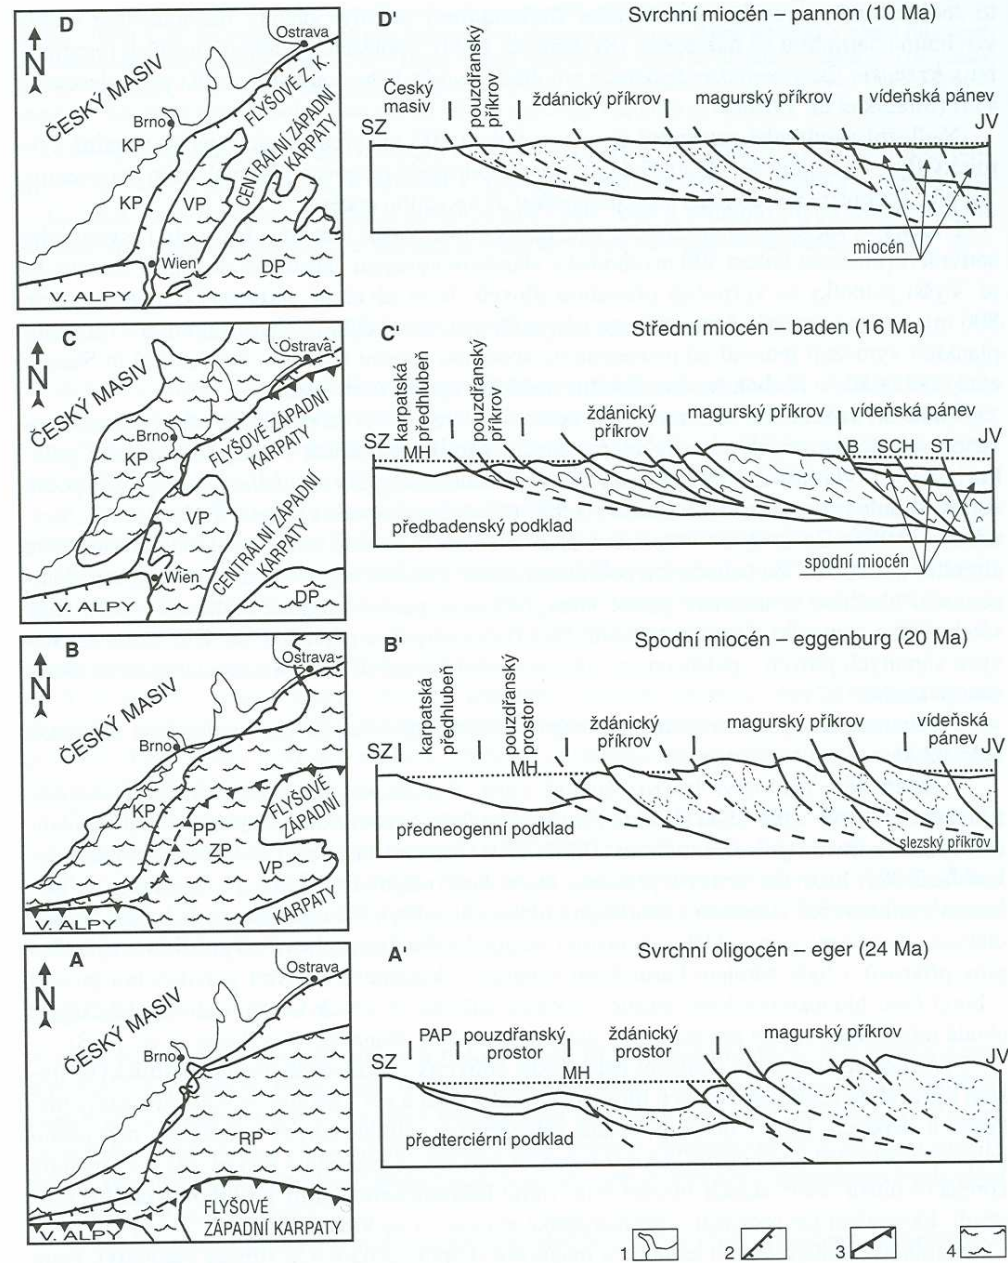 D
N
ČESKÝ MASIV
Ostrava
Brno
KP
KP
VP
FLYŠOVÉ Z. K.
CENTRÁLNÍ ZÁPADNÍ
KARPATY
Wien
DP
V. ALPY
D'
Svrchní miocén – pannon (10 Ma)
Český
masiv
pouzdřanský
příkrov
ždánický příkrov
magurský příkrov
vídeňská pánev
SZ
JV
miocén
C
N
ČESKÝ MASIV
Ostrava
Brno
KP
FLYŠOVÉ ZÁPADNÍ
KARPATY
VP
CENTRÁLNÍ ZÁPADNÍ
KARPATY
Wien
V. ALPY
DP
C'
Střední miocén – baden (16 Ma)
karpatská
předhlubeň
pouzdřanský
příkrov
ždánický
příkrov
magurský příkrov
vídeňská pánev
SZ
MH
B
SCH
ST
JV
předbadenský podklad
spodní miocén
B
N
ČESKÝ MASIV
Ostrava
Brno
KP
PP
ZP
FLYŠOVÉ
ZÁPADNÍ
VP
KARPATY
V. ALPY
B'
Spodní miocén – eggenburg (20 Ma)
karpatská
předhlubeň
pouzdřanský
prostor
ždánický
příkrov
magurský příkrov
vídeňská
pánev
SZ
MH
JV
předneogenní podklad
slezský příkrov
A
N
ČESKÝ MASIV
Ostrava
Brno
RP
V. ALPY
FLYŠOVÉ
ZÁPADNÍ KARPATY
A'
Svrchní oligocén – eger (24 Ma)
PAP
pouzdřanský
prostor
ždánický
prostor
magurský příkrov
SZ
MH
JV
předterciérní podklad
1
2
3
4